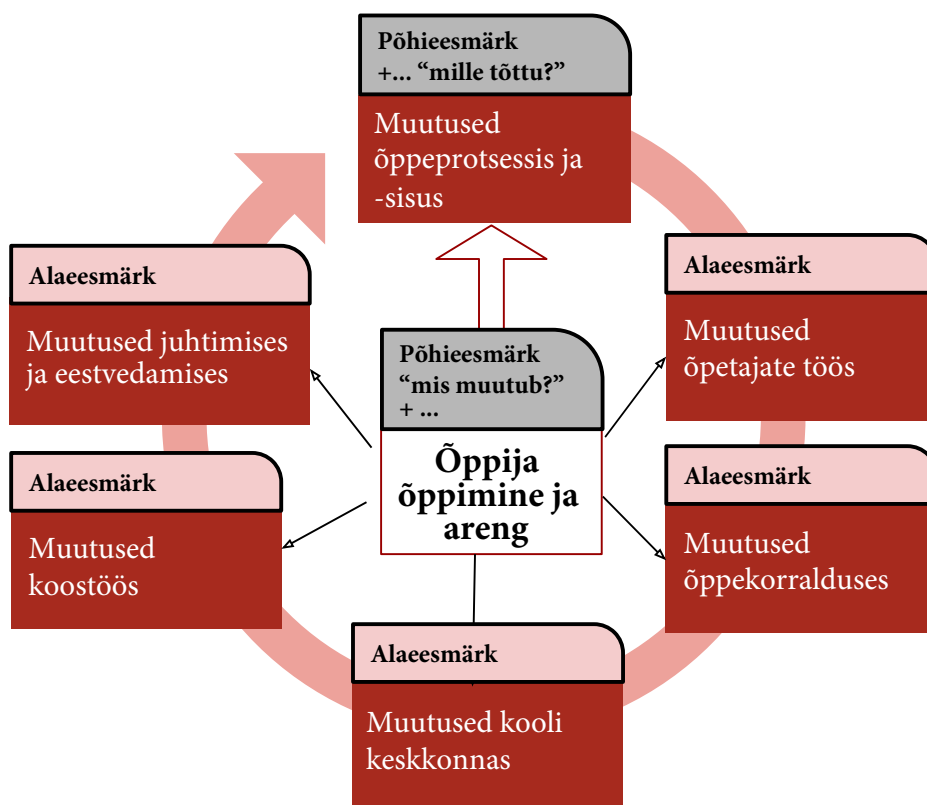 Põhieesmärk
+... “mille tõttu?”
Muutused
õppeprotsessis ja
-sisus
Alaeesmärk
Muutused juhtimises
ja eestvedamises
Alaeesmärk
Muutused
õpetajate töös
Põhieesmärk
“mis muutub?”
+ ...
Õppija
õppimine ja
areng
Alaeesmärk
Muutused
koostöös
Alaeesmärk
Muutused
õppekorralduses
Alaeesmärk
Muutused kooli
keskkonnas